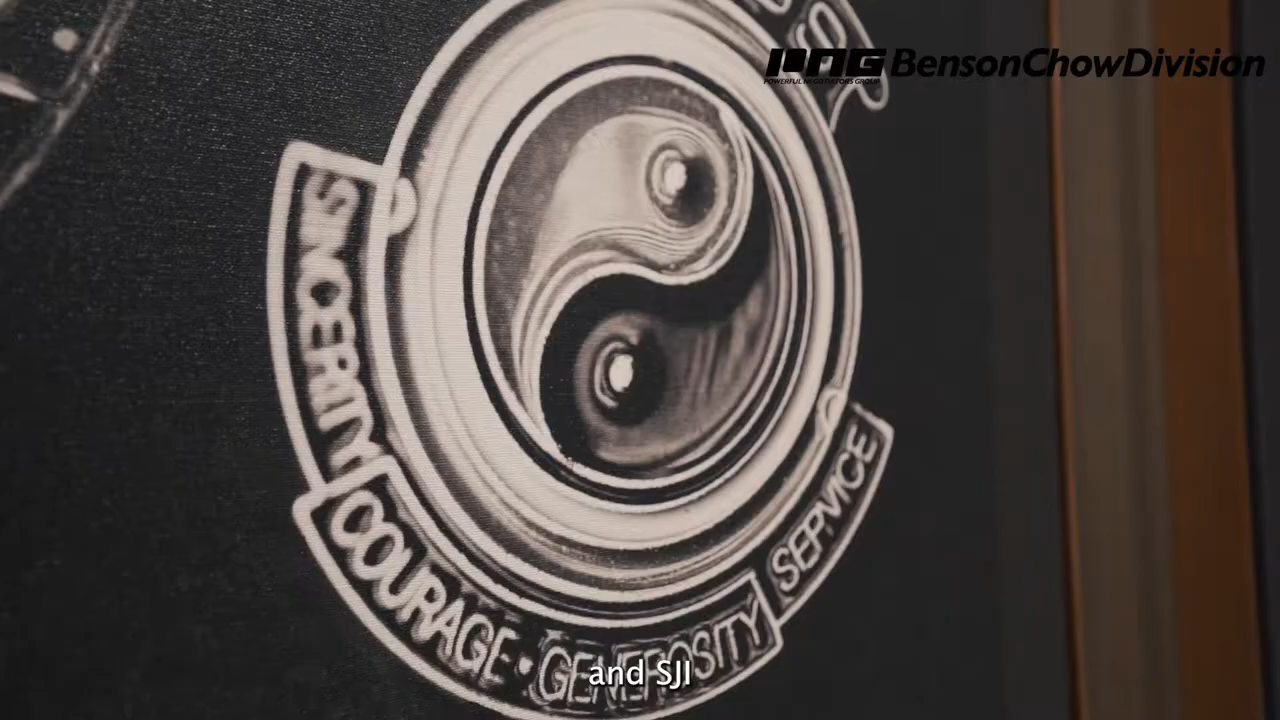 PNG BensonChowDivision
POWERFUL NEGOTIATORS GROUP
SINCERITY
COURAGE · GENEROSITY
SERVICE
and SJI